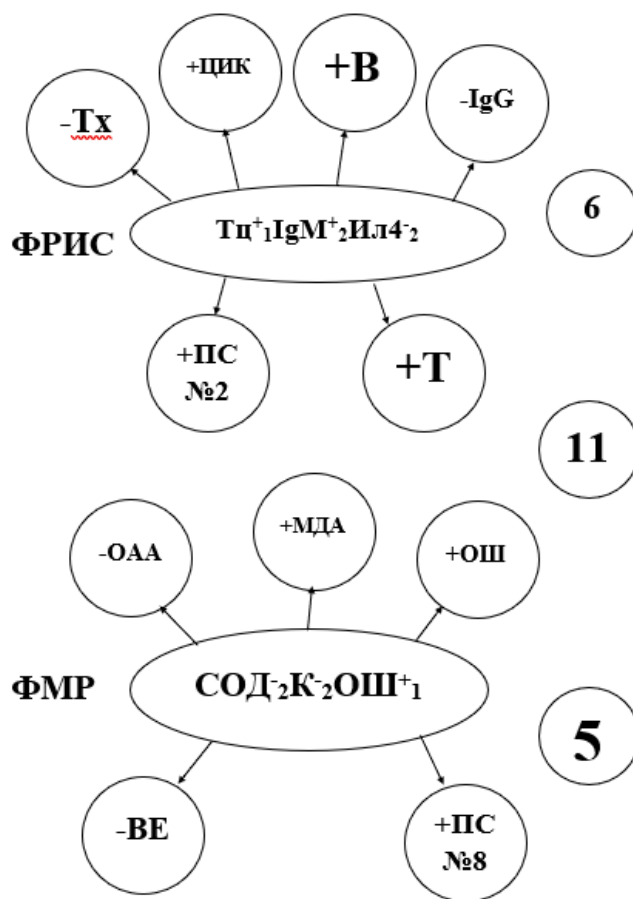 +ЦИК
+В
-IgG
-Тх
6
ФРИС
Тц⁺₁IgM⁺₂Ил4⁻₂
+ПС
№2
+Т
11
-ОАА
+МДА
+ОШ
ФМР
СОД⁻₂К⁻₂ОШ⁺₁
5
-ВЕ
+ПС
№8